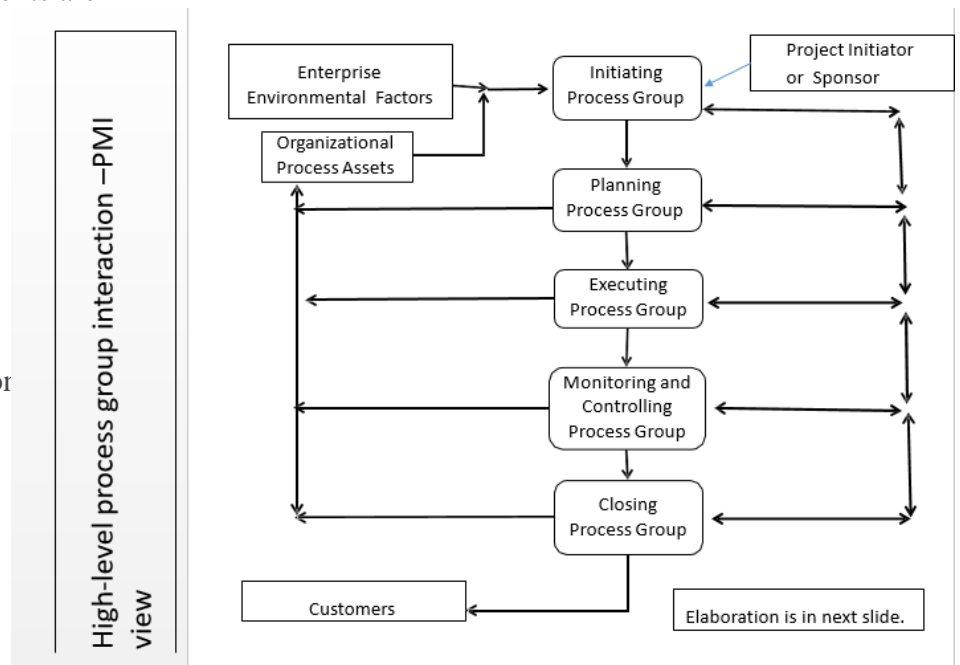 High-level process group interaction –PMI
view
Enterprise
Environmental Factors
Organizational
Process Assets
Initiating
Process Group
Project Initiator
or Sponsor
Planning
Process Group
Executing
Process Group
Monitoring and
Controlling
Process Group
Closing
Process Group
Customers
Elaboration is in next slide.